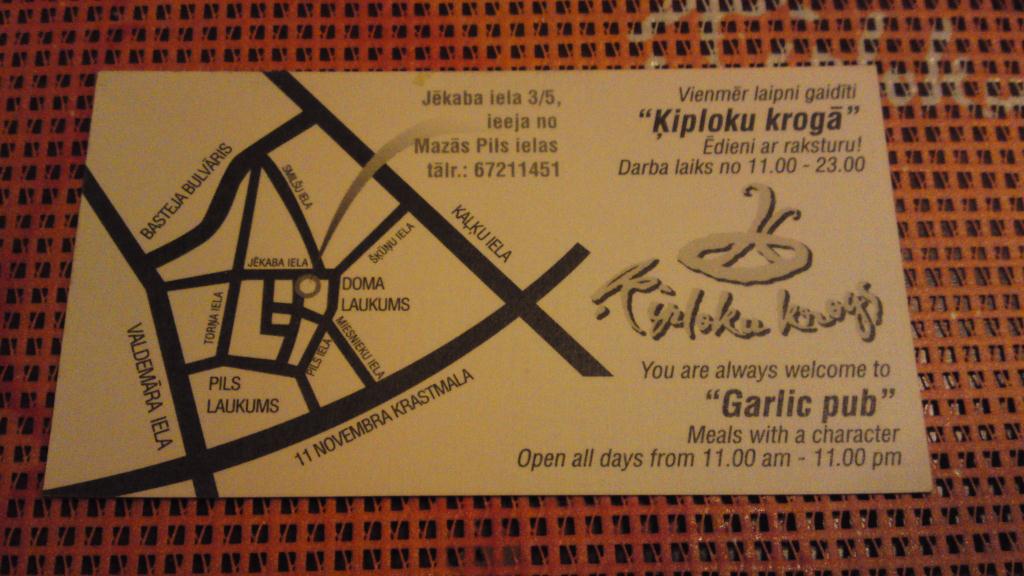 Jēkaba iela 3/5,
ieeja no
Mazās Pils ielas
tālr.: 67211451
Vienmēr laipni gaidīti
“Ķiploku krogā”
Ēdieni ar raksturu!
Darba laiks no 11.00 - 23.00
Ķiploku krogs
You are always welcome to
“Garlic pub”
Meals with a character
Open all days from 11.00 am - 11.00 pm
BASTEJA BULVĀRIS
SMILŠU IELA
KAĻĶU IELA
ŠĶŪŅU IELA
JĒKABA IELA
DOMA
LAUKUMS
TORŅA IELA
MIESNIEKU IELA
PILS IELA
VALDEMĀRA IELA
PILS
LAUKUMS
11 NOVEMBRA KRASTMALA